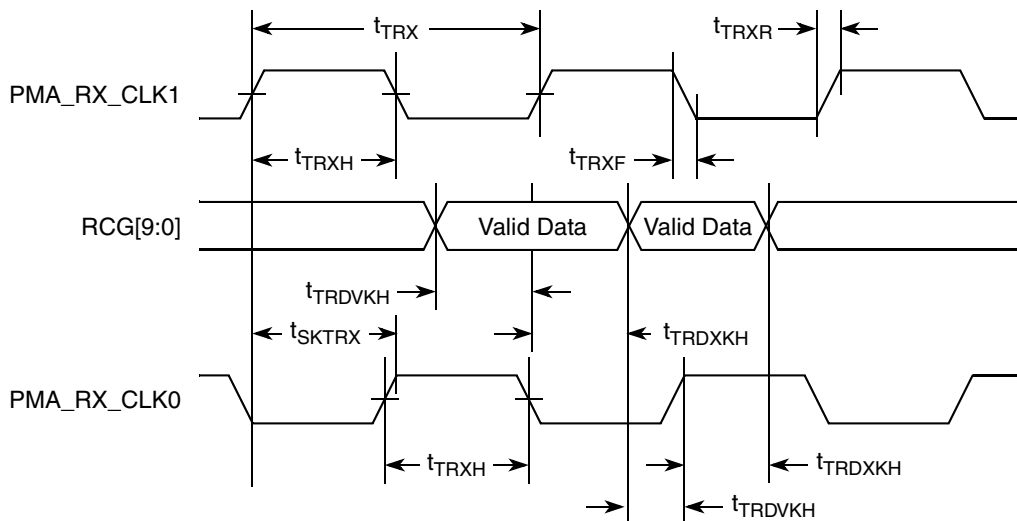 tTRX
tTRXR
PMA_RX_CLK1
tTRXH
tTRXF
RCG[9:0]
Valid Data
Valid Data
tTRDVKH
tSKTRX
tTRDXKH
PMA_RX_CLK0
tTRXH
tTRDXKH
tTRDVKH